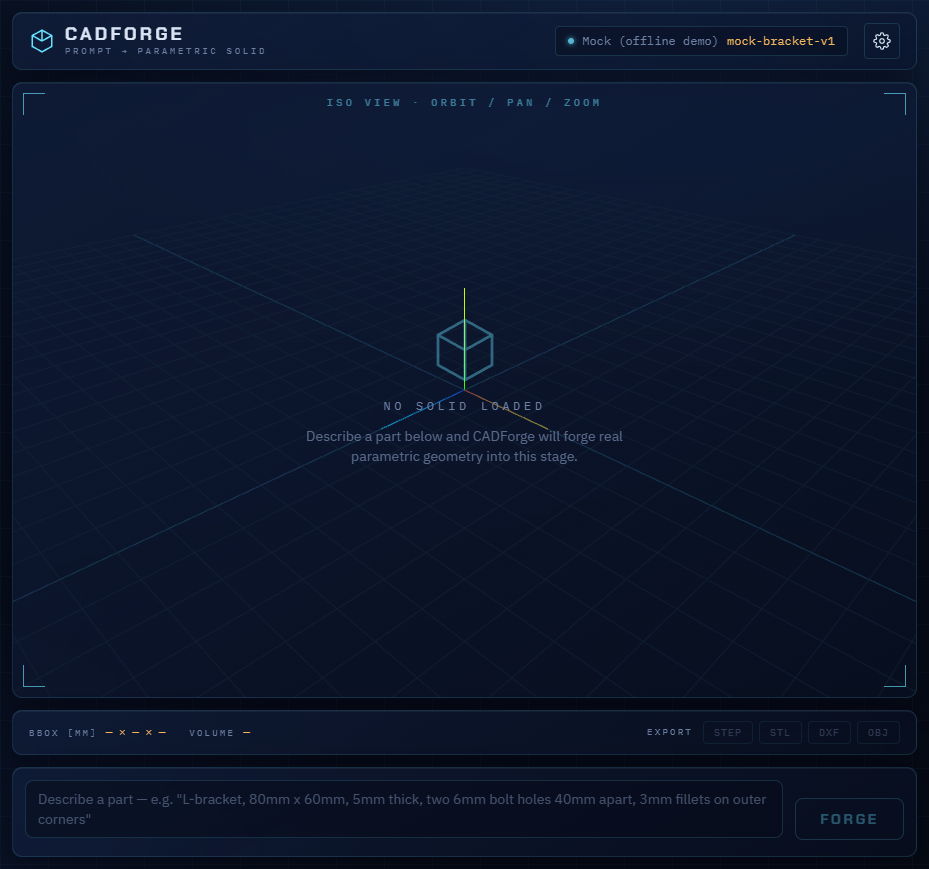 CADFORGE
PROMPT → PARAMETRIC SOLID
Mock (offline demo) mock-bracket-v1
ISO VIEW · ORBIT / PAN / ZOOM
NO SOLID LOADED
Describe a part below and CADForge will forge real
parametric geometry into this stage.
BBOX [MM] — × — × — VOLUME —
EXPORT STEP STL DXF OBJ
Describe a part — e.g. "L-bracket, 80mm x 60mm, 5mm thick, two 6mm bolt holes 40mm apart, 3mm fillets on outer
corners"
FORGE